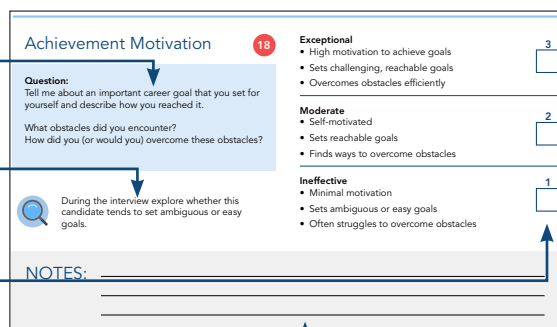 Achievement Motivation
18
Question:
Tell me about an important career goal that you set for
yourself and describe how you reached it.
What obstacles did you encounter?
How did you (or would you) overcome these obstacles?
During the interview explore whether this
candidate tends to set ambiguous or easy
goals.
Exceptional
• High motivation to achieve goals
• Sets challenging, reachable goals
• Overcomes obstacles efficiently
3
Moderate
• Self-motivated
• Sets reachable goals
• Finds ways to overcome obstacles
2
Ineffective
• Minimal motivation
• Sets ambiguous or easy goals
• Often struggles to overcome obstacles
1
NOTES: